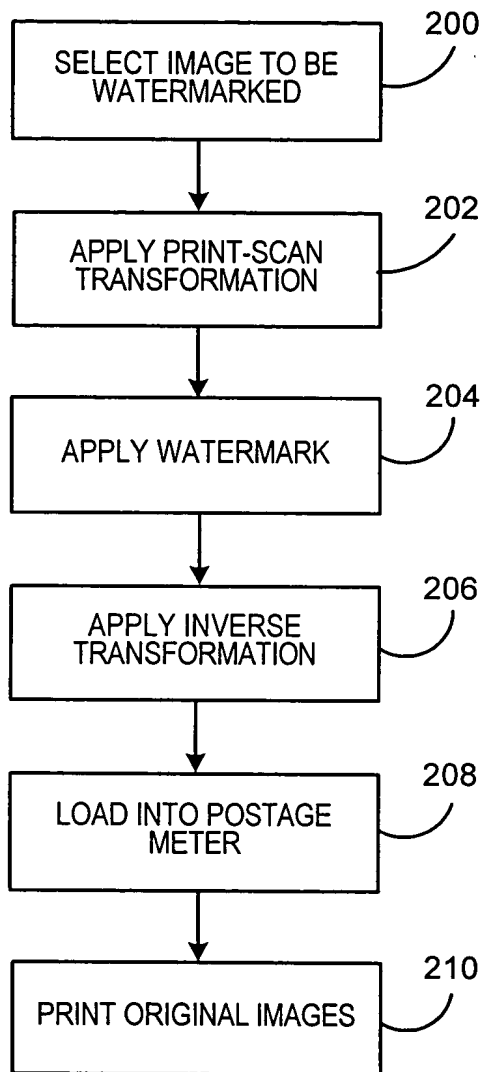 200
SELECT IMAGE TO BE
WATERMARKED
202
APPLY PRINT-SCAN
TRANSFORMATION
204
APPLY WATERMARK
206
APPLY INVERSE
TRANSFORMATION
208
LOAD INTO POSTAGE
METER
210
PRINT ORIGINAL IMAGES